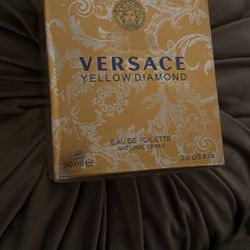 VERSACE
YELLOW DIAMOND
EAU DE TOILETTE
NATURAL SPRAY
90 ml e 3.0 US fl oz.